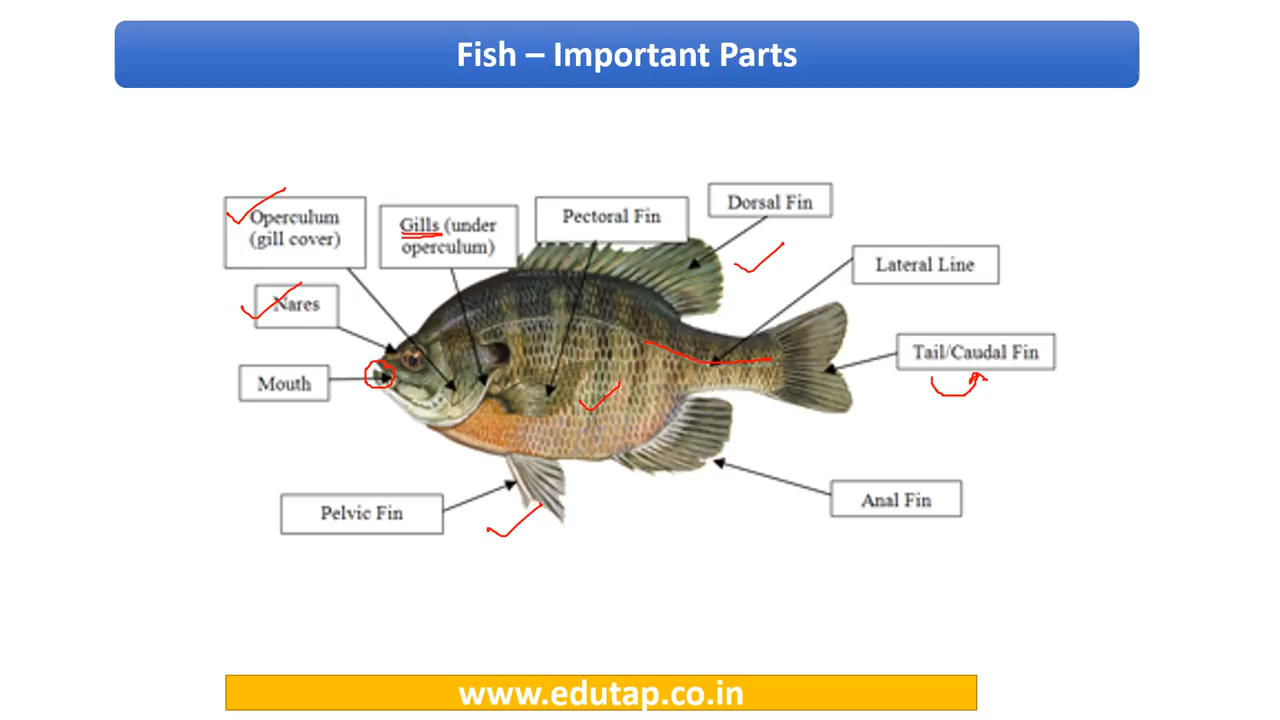 Fish – Important Parts
Operculum
(gill cover)
Gills (under
operculum)
Pectoral Fin
Dorsal Fin
Lateral Line
Nares
Tail/Caudal Fin
Mouth
Anal Fin
Pelvic Fin
www.edutap.co.in